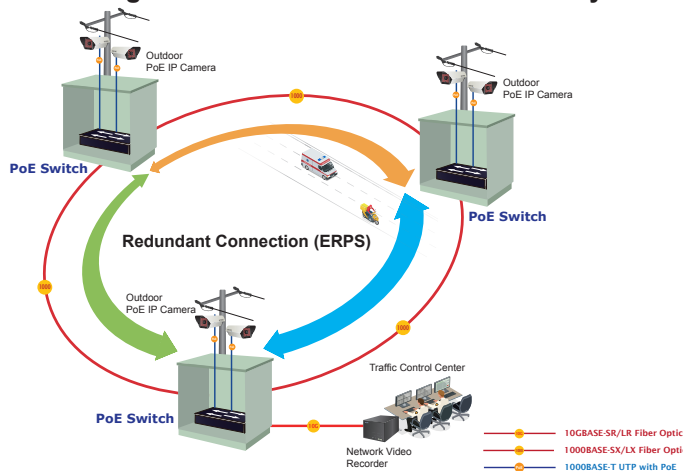 Outdoor
PoE IP Camera
Outdoor
PoE IP Camera
1000
PoE Switch
PoE Switch
Redundant Connection (ERPS)
1000
Outdoor
PoE IP Camera
1000
Traffic Control Center
PoE Switch
10G
Network Video
Recorder
10GBASE-SR/LR Fiber Optic
1000BASE-SX/LX Fiber Opti
1000BASE-T UTP with PoE